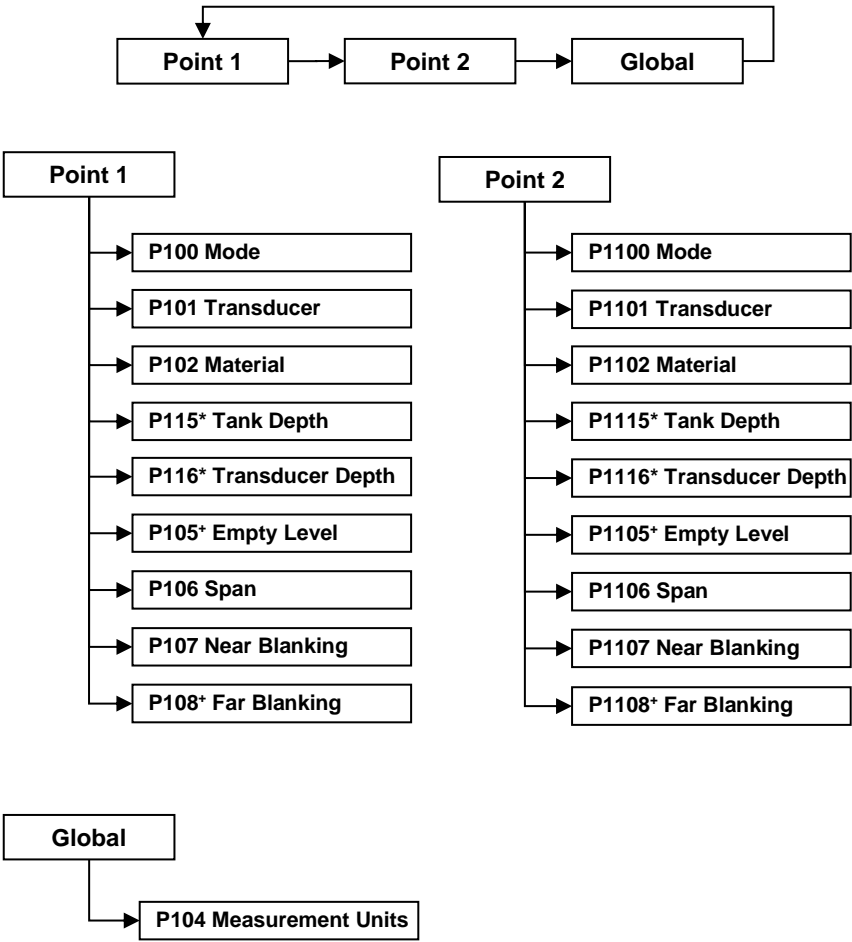 Point 1
Point 2
Global
Point 1
P100 Mode
P101 Transducer
P102 Material
P115* Tank Depth
P116* Transducer Depth
P105+ Empty Level
P106 Span
P107 Near Blanking
P108+ Far Blanking
Point 2
P1100 Mode
P1101 Transducer
P1102 Material
P1115* Tank Depth
P1116* Transducer Depth
P1105+ Empty Level
P1106 Span
P1107 Near Blanking
P1108+ Far Blanking
Global
P104 Measurement Units